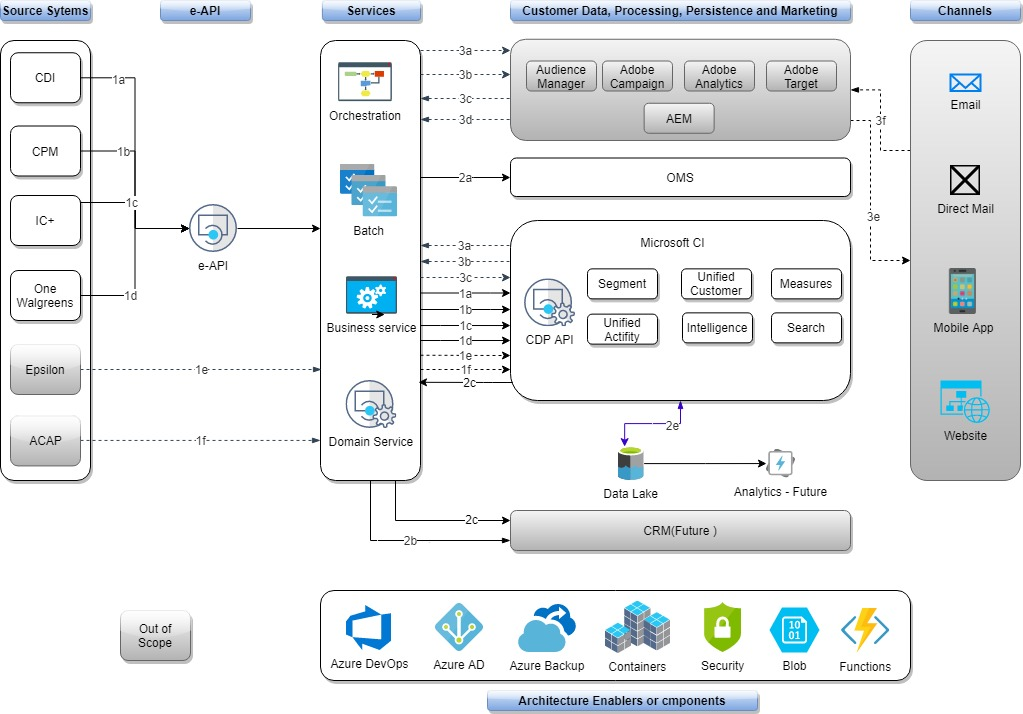 Source Sytems
e-API
Services
Customer Data, Processing, Persistence and Marketing
Channels
CDI
CPM
IC+
One
Walgreens
Epsilon
ACAP
1a
1b
1c
1d
1e
1f
e-API
Orchestration
Batch
Business service
Domain Service
3a
3b
3c
3d
2a
3a
3b
3c
1a
1b
1c
1d
1e
1f
2c
Audience
Manager
Adobe
Campaign
Adobe
Analytics
Adobe
Target
AEM
OMS
Microsoft CI
CDP API
Segment
Unified
Customer
Measures
Unified
Actifity
Intelligence
Search
2e
Data Lake
Analytics - Future
2c
2b
CRM(Future )
3f
3e
Email
Direct Mail
Mobile App
Website
Out of
Scope
10
01
Azure DevOps
Azure AD
Azure Backup
Containers
Security
Blob
Functions
Architecture Enablers or cmponents